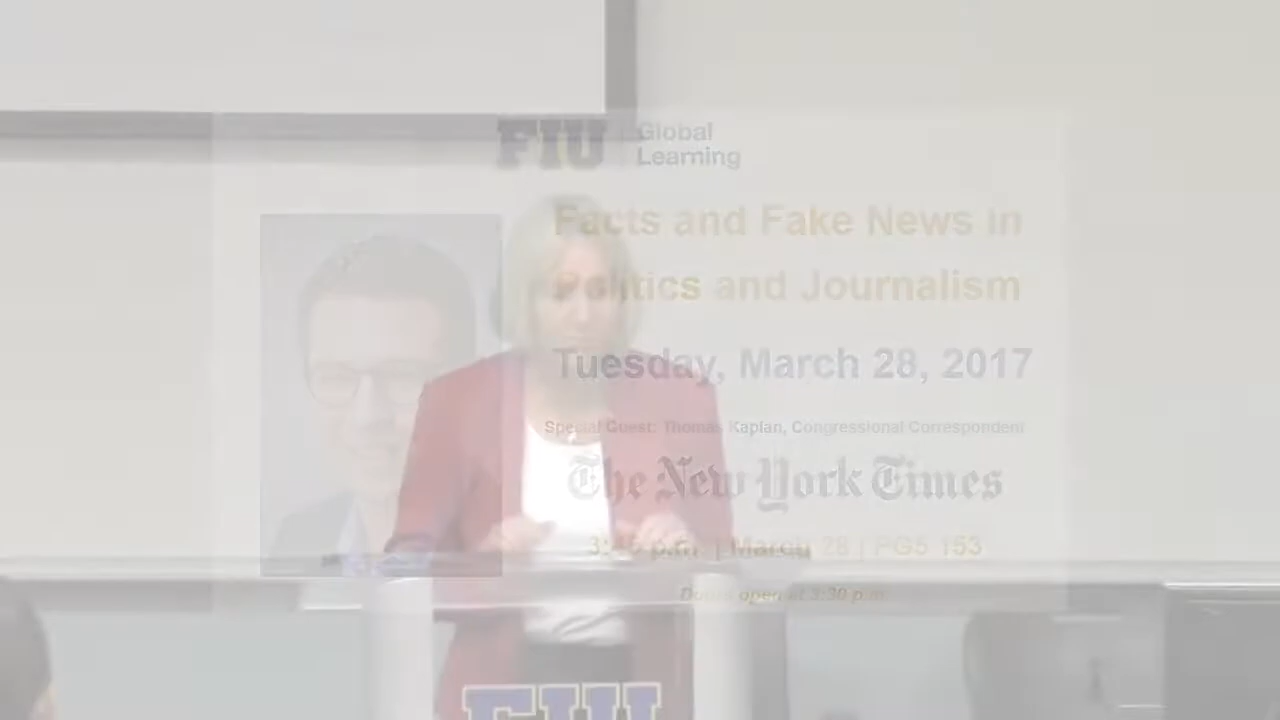 FIU | Global
Learning
Facts and Fake News in
Politics and Journalism
Tuesday, March 28, 2017
Special Guest: Thomas Kaplan, Congressional Correspondent
The New York Times
p.m. | March 28 | PG5 153
Doors open at 3:30 p.m.
FIU